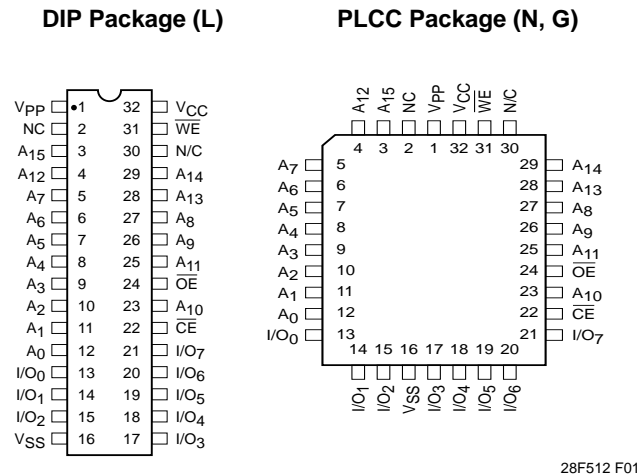 DIP Package (L)
PLCC Package (N, G)
VPP 1 32 VCC
NC 2 31 WE
A15 3 30 N/C
A12 4 29 A14
A7 5 28 A13
A6 6 27 A8
A5 7 26 A9
A4 8 25 A11
A3 9 24 OE
A2 10 23 A10
A1 11 22 CE
A0 12 21 I/O7
I/O0 13 20 I/O6
I/O1 14 19 I/O5
I/O2 15 18 I/O4
VSS 16 17 I/O3
A12 A15 NC VPP VCC WE N/C
4 3 2 1 32 31 30
A7 5 29 A14
A6 6 28 A13
A5 7 27 A8
A4 8 26 A9
A3 9 25 A11
A2 10 24 OE
A1 11 23 A10
A0 12 22 CE
I/O0 13 21 I/O7
14 15 16 17 18 19 20
I/O1 I/O2 VSS I/O3 I/O4 I/O5 I/O6
28F512 F01